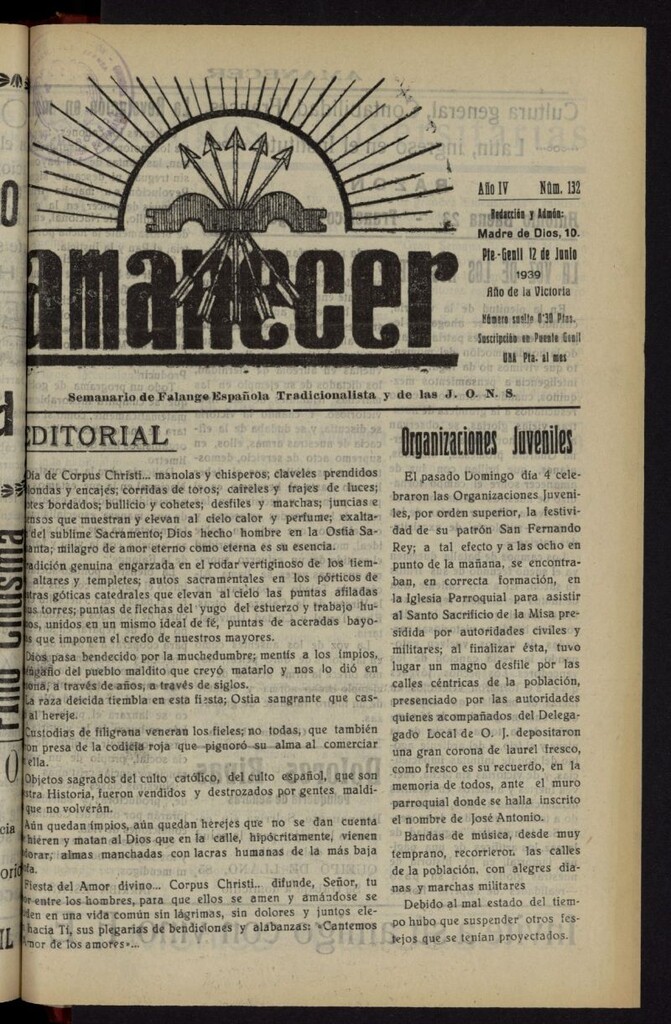 amanecer
Año IV Núm. 132
Redacción y Admón:
Madre de Dios, 10.
Pte-Genil 12 de Junio
1939
Año de la Victoria
Número suelto 0'30 Ptas.
Suscripción en Puente Genil
UNA Pta. al mes
Semanario de Falange Española Tradicionalista y de las J. O. N. S.
EDITORIAL
Día de Corpus Christi... manolas y chisperos; claveles prendidos
londas y encajes; corridas de toros; caireles y trajes de luces;
tes bordados; bullicio y cohetes; desfiles y marchas; juncias e
ensos que muestran y elevan al cielo calor y perfume; exalta-
del sublime Sacramento; Dios hecho hombre en la Ostia Sa-
anta; milagro de amor eterno como eterna es su esencia.
radición genuina engarzada en el rodar vertiginoso de los tiem-
altares y templetes; autos sacramentales en los pórticos de
tras góticas catedrales que elevan al cielo las puntas afiladas
us torres; puntas de flechas del yugo del esfuerzo y trabajo hu-
os, unidos en un mismo ideal de fé, puntas de aceradas bayo-
s que imponen el credo de nuestros mayores.
Dios pasa bendecido por la muchedumbre; mentís a los impíos,
ngaño del pueblo maldito que creyó matarlo y nos lo dió en
ona, a través de años, a través de siglos.
La raza deicida tiembla en esta fiesta; Ostia sangrante que cas-
al hereje.
Custodias de filigrana veneran los fieles; no todas, que también
on presa de la codicia roja que pignoró su alma al comerciar
ella.
Objetos sagrados del culto católico, del culto español, que son
stra Historia, fueron vendidos y destrozados por gentes maldi-
que no volverán.
Aún quedan impíos, aún quedan herejes que no se dan cuenta
hieren y matan al Dios que en la calle, hipócritamente, vienen
dorar; almas manchadas con lacras humanas de la más baja
fa.
Fiesta del Amor divino... Corpus Christi.. difunde, Señor, tu
or entre los hombres, para que ellos se amen y amándose se
den en una vida común sin lágrimas, sin dolores y juntos ele-
hacia Ti, sus plegarias de bendiciones y alabanzas: «Cantemos
mor de los amores»...
Organizaciones Juveniles
El pasado Domingo día 4 cele-
braron las Organizaciones Juveni-
les, por orden superior, la festivi-
dad de su patrón San Fernando
Rey; a tal efecto y a las ocho en
punto de la mañana, se encontra-
ban, en correcta formación, en
la Iglesia Parroquial para asistir
al Santo Sacrificio de la Misa pre-
sidida por autoridades civiles y
militares; al finalizar ésta, tuvo
lugar un magno desfile por las
calles céntricas de la población,
presenciado por las autoridades
quienes acompañados del Delega-
gado Local de O. J. depositaron
una gran corona de laurel fresco,
como fresco es su recuerdo, en la
memoria de todos, ante el muro
parroquial donde se halla inscrito
el nombre de José Antonio.
Bandas de música, desde muy
temprano, recorrieron las calles
de la población, con alegres dia-
nas y marchas militares
Debido al mal estado del tiem-
po hubo que suspender otros fes-
tejos que se tenían proyectados.